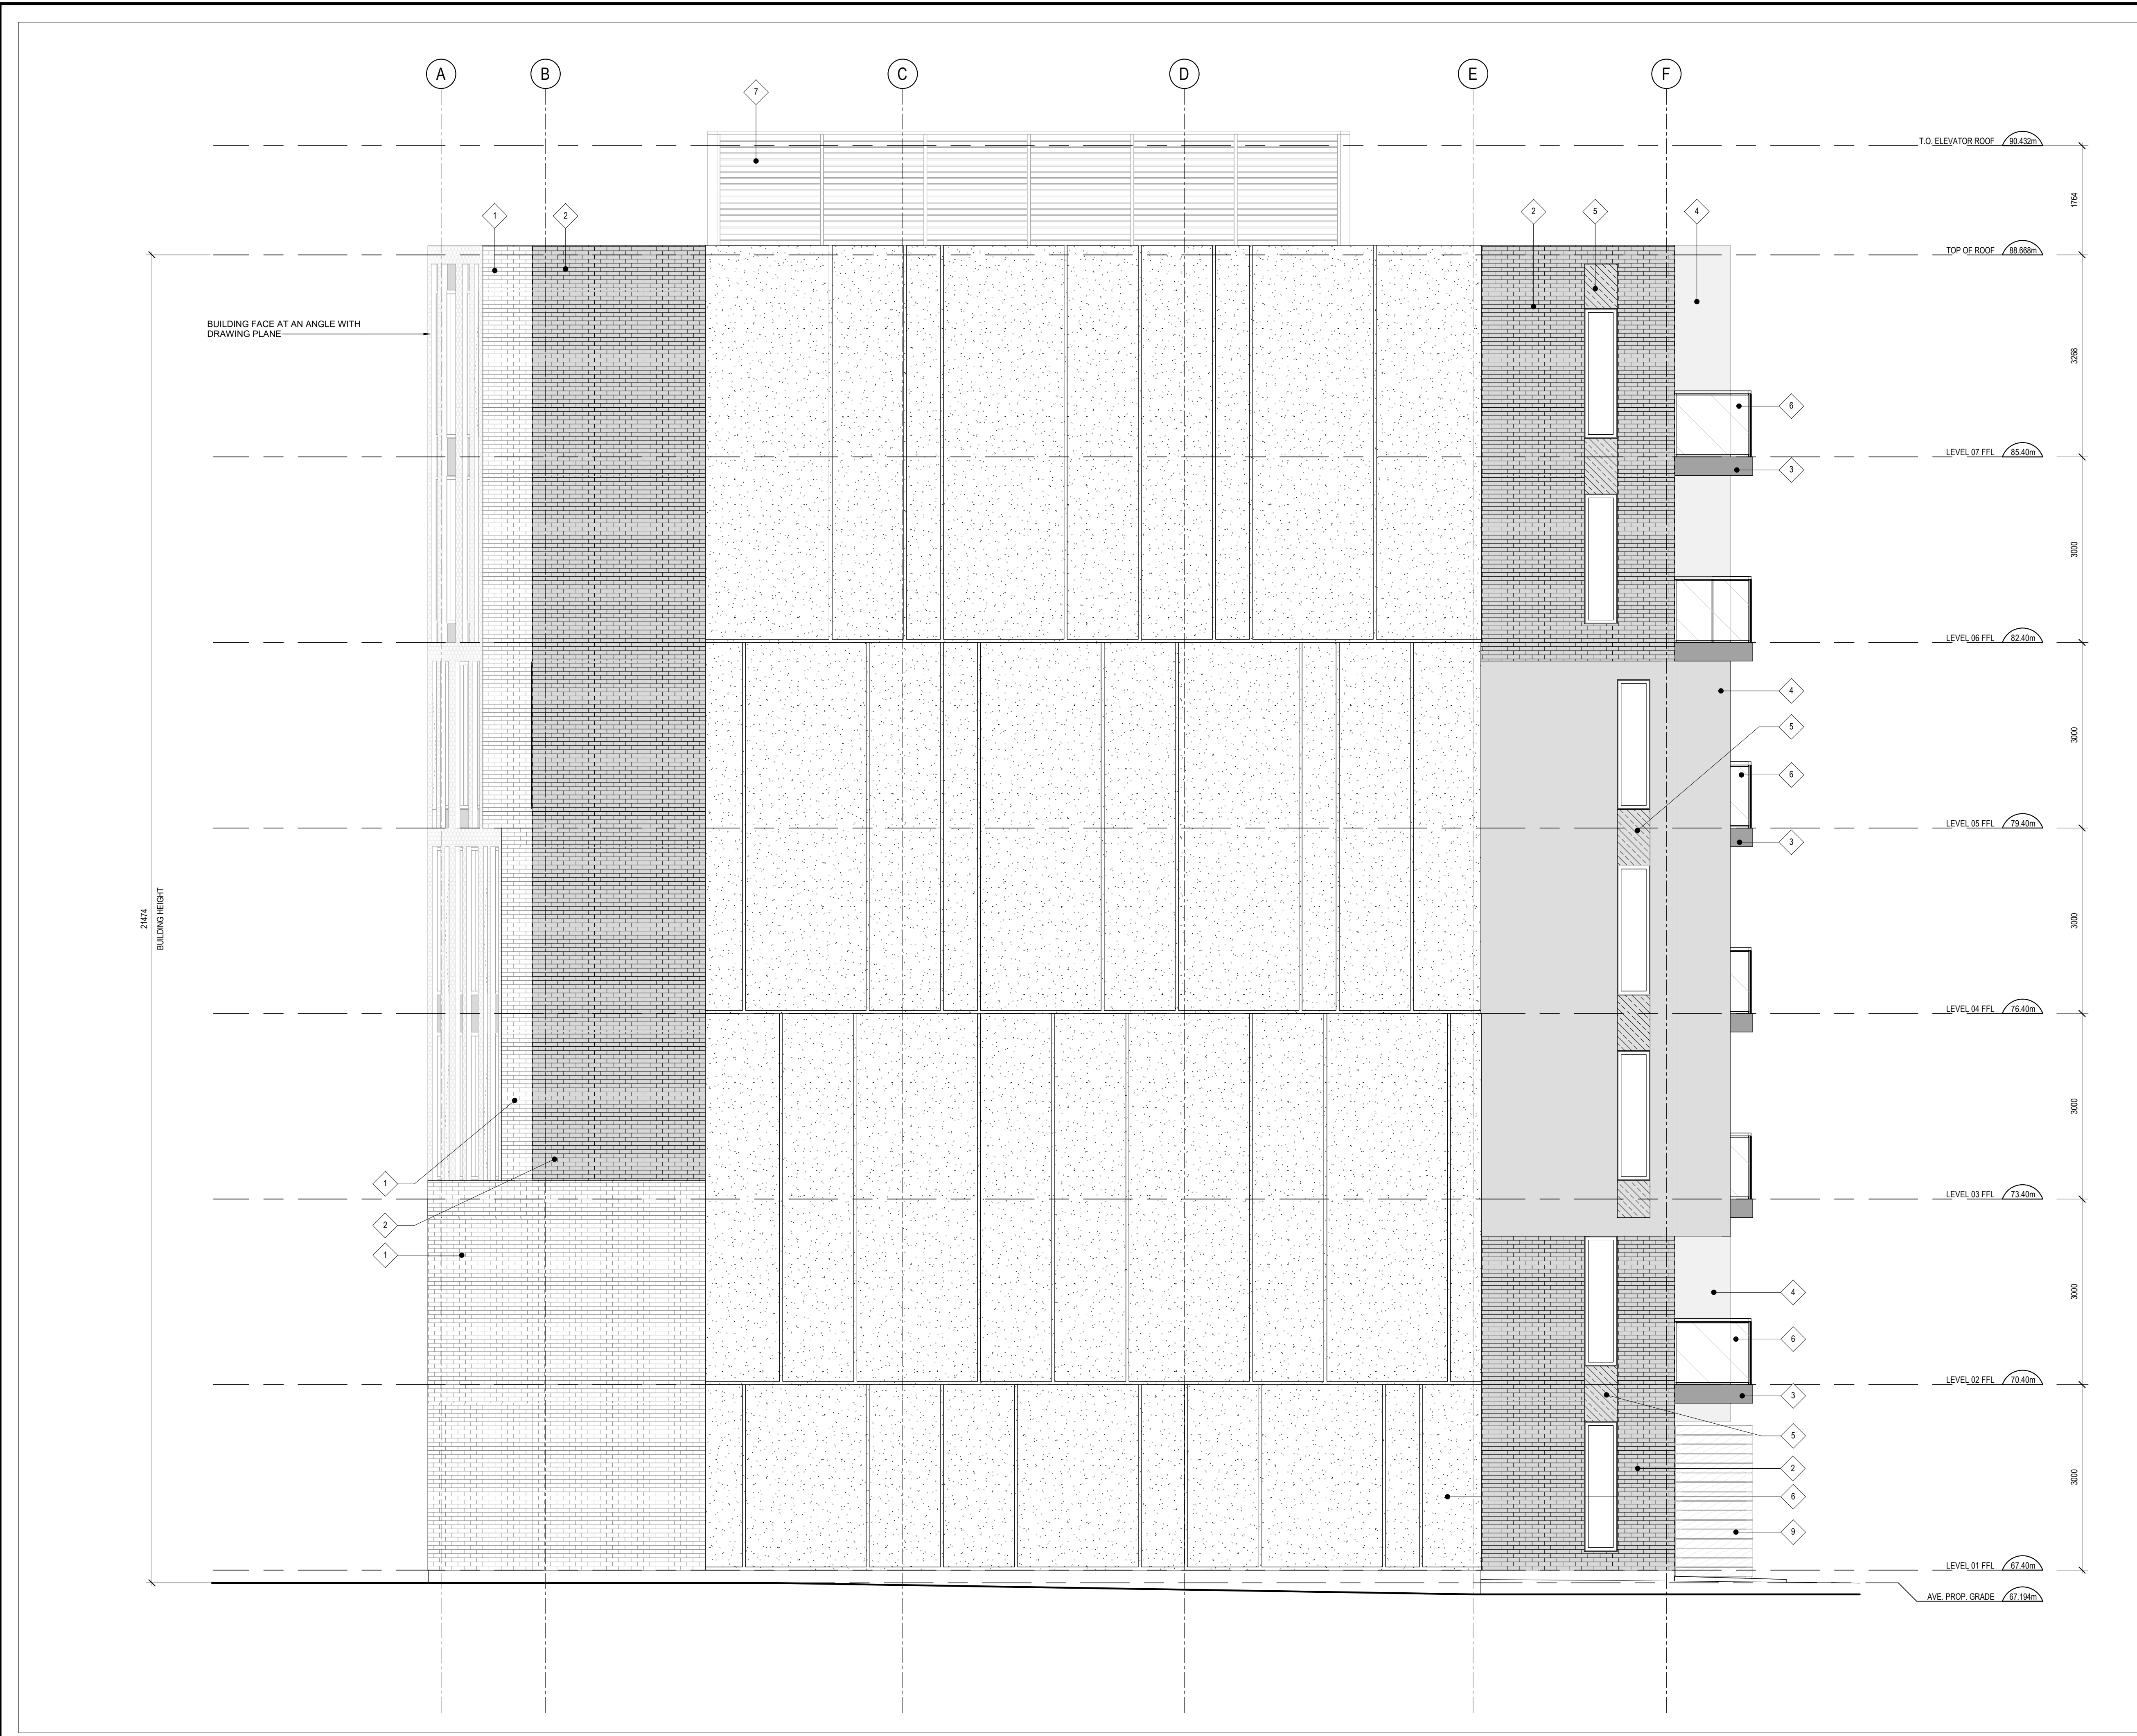 A B C D E F
7
T.O. ELEVATOR ROOF 90.432m
1764
1 2 2 5 4
TOP OF ROOF 88.668m
BUILDING FACE AT AN ANGLE WITH
DRAWING PLANE
3268
6
LEVEL 07 FFL 85.40m
3
3000
LEVEL 06 FFL 82.40m
4
5
3000
6
LEVEL 05 FFL 79.40m
3
21474
BUILDING HEIGHT
3000
LEVEL 04 FFL 76.40m
3000
1
LEVEL 03 FFL 73.40m
2
1
4
3000
6
LEVEL 02 FFL 70.40m
3
5
2
3000
6
9
LEVEL 01 FFL 67.40m
AVE. PROP. GRADE 67.194m